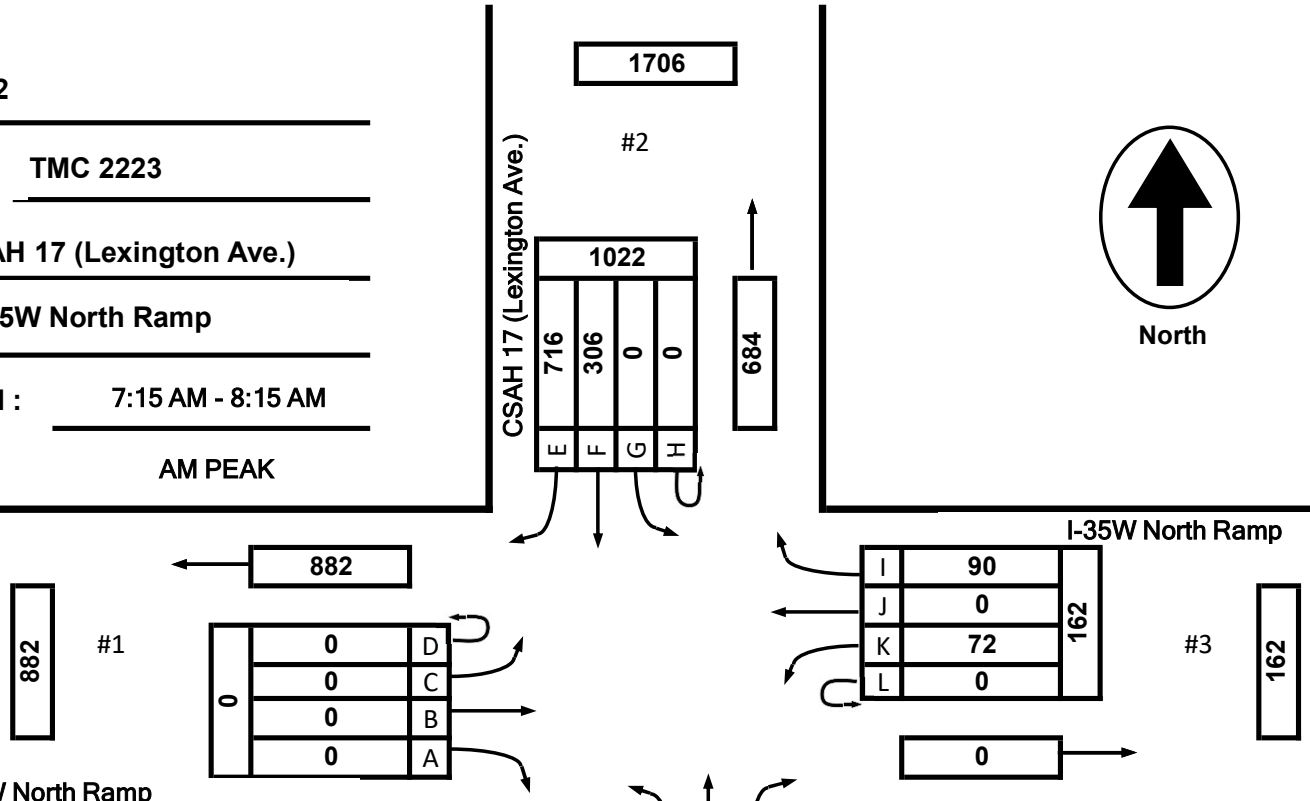 1706
2
#2
TMC 2223
CSAH 17 (Lexington Ave.)
AH 17 (Lexington Ave.)
1022
5W North Ramp
716 306 0 0
684
North
7:15 AM - 8:15 AM
E F G H
AM PEAK
I-35W North Ramp
882
I 90
J 0
K 72
L 0
162
#3
162
882
#1
0
0 D
0 C
0 B
0 A
0
North Ramp